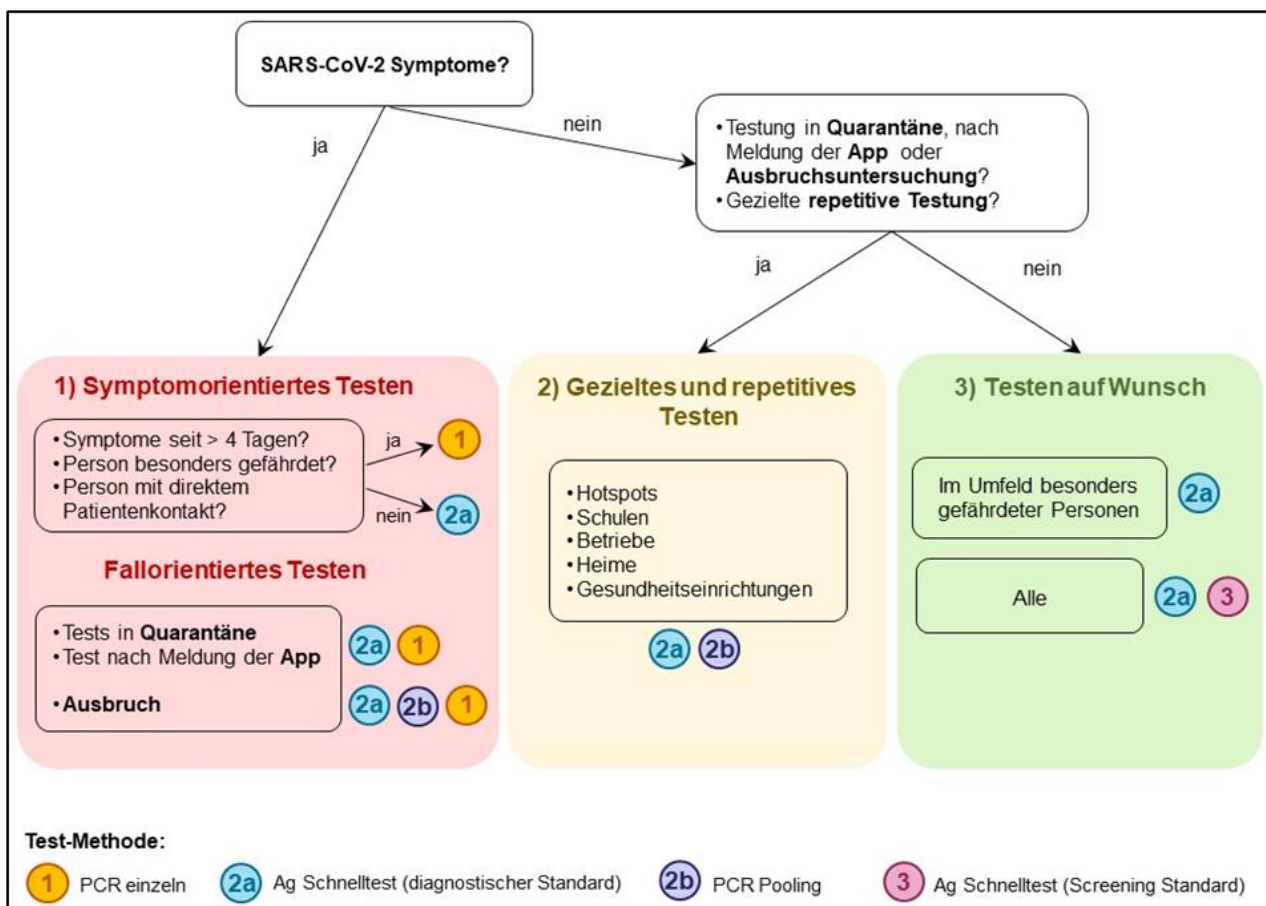 SARS-CoV-2 Symptome?
ja
nein
•Testung in Quarantäne, nach
Meldung der App oder
Ausbruchsuntersuchung?
•Gezielte repetitive Testung?
ja
nein
1) Symptomorientiertes Testen
•Symptome seit > 4 Tagen?
•Person besonders gefährdet?
•Person mit direktem
Patientenkontakt?
ja
1
nein
2a
Fallorientiertes Testen
•Tests in Quarantäne
•Test nach Meldung der App
2a 1
•Ausbruch
2a 2b 1
2) Gezieltes und repetitives
Testen
•Hotspots
•Schulen
•Betriebe
•Heime
•Gesundheitseinrichtungen
2a 2b
3) Testen auf Wunsch
Im Umfeld besonders
gefährdeter Personen
2a
Alle
2a 3
Test-Methode:
1 PCR einzeln
2a Ag Schnelltest (diagnostischer Standard)
2b PCR Pooling
3 Ag Schnelltest (Screening Standard)